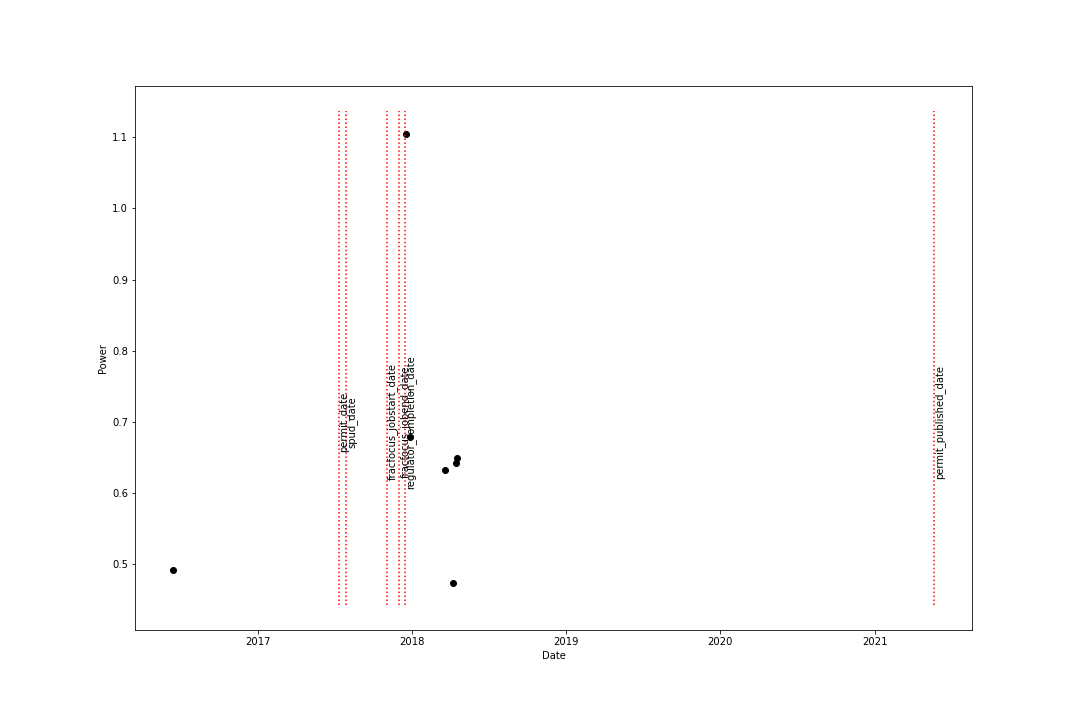 1.1
1.0
0.9
0.8
0.7
0.6
0.5
Power
permit_date
spud_date
fracfocus_jobstart_date
fracfocus_jobend_date
regulator_completion_date
permit_published_date
2017
2018
2019
2020
2021
Date